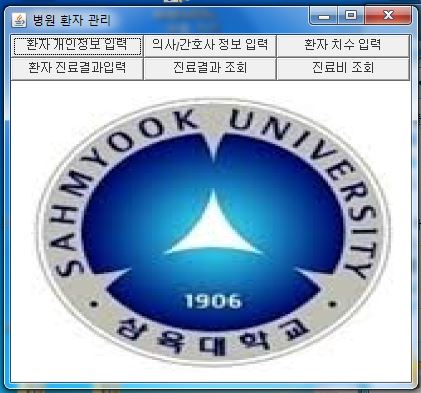 병원 환자 관리
환자 개인정보 입력 의사/간호사 정보 입력 환자 치수 입력
환자 진료결과입력 진료결과 조회 진료비 조회
SAHMYOOK UNIVERSITY
1906
삼육대학교